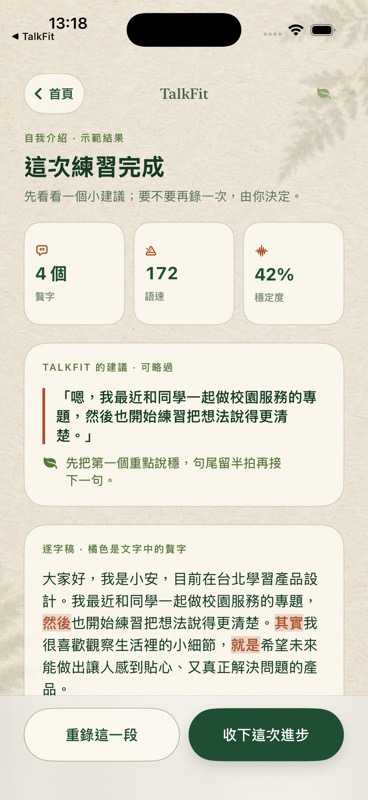 13:18
◀ TalkFit
首頁
TalkFit
自我介紹 · 示範結果
這次練習完成
先看看一個小建議；要不要再錄一次，由你決定。
4 個
贅字
172
語速
42%
穩定度
TALKFIT 的建議 · 可略過
「嗯，我最近和同學一起做校園服務的專
題，然後也開始練習把想法說得更清
楚。」
先把第一個重點說穩，句尾留半拍再接
下一句。
逐字稿 · 橘色是文字中的贅字
大家好，我是小安，目前在台北學習產品設
計。我最近和同學一起做校園服務的專題，
然後也開始練習把想法說得更清楚。其實我
很喜歡觀察生活裡的小細節，就是希望未來
能做出讓人感到貼心、又真正解決問題的產
品。
重錄這一段
收下這次進步